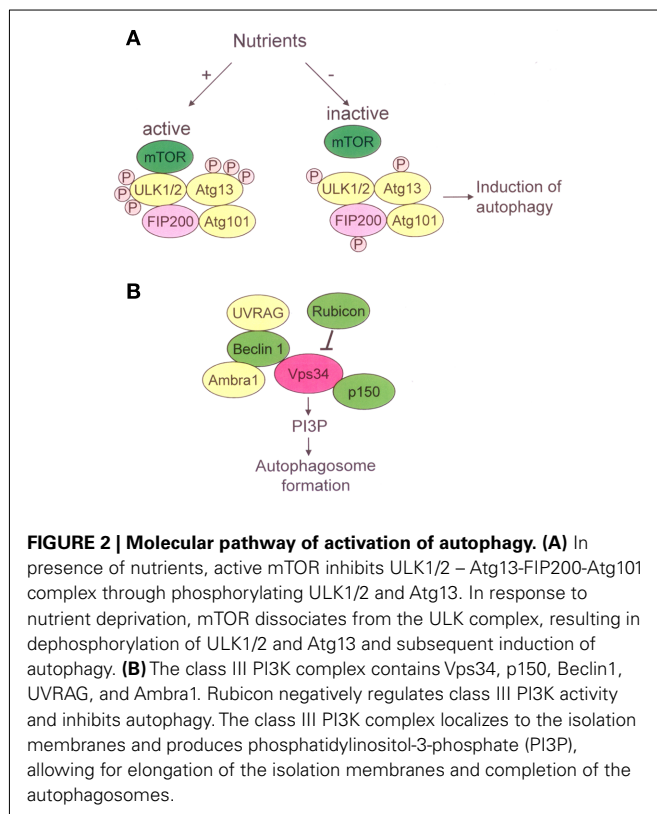 A
Nutrients
+
-
active
inactive
mTOR
mTOR
P
P
P
P
P
P
P
P
P
ULK1/2
Atg13
ULK1/2
Atg13
Induction of
autophagy
FIP200
Atg101
FIP200
Atg101
P
B
UVRAG
Rubicon
Beclin 1
Ambra1
Vps34
p150
PI3P
Autophagosome
formation
FIGURE 2 | Molecular pathway of activation of autophagy. (A) In
presence of nutrients, active mTOR inhibits ULK1/2 – Atg13-FIP200-Atg101
complex through phosphorylating ULK1/2 and Atg13. In response to
nutrient deprivation, mTOR dissociates from the ULK complex, resulting in
dephosphorylation of ULK1/2 and Atg13 and subsequent induction of
autophagy. (B) The class III PI3K complex contains Vps34, p150, Beclin1,
UVRAG, and Ambra1. Rubicon negatively regulates class III PI3K activity
and inhibits autophagy. The class III PI3K complex localizes to the isolation
membranes and produces phosphatidylinositol-3-phosphate (PI3P),
allowing for elongation of the isolation membranes and completion of the
autophagosomes.